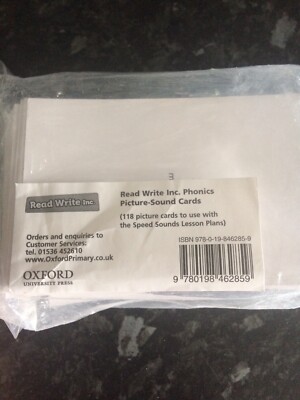 Read Write Inc.
Read Write Inc. Phonics
Picture-Sound Cards
(118 picture cards to use with
the Speed Sounds Lesson Plans)
Orders and enquiries to
Customer Services:
tel. 01536 452610
www.OxfordPrimary.co.uk
OXFORD
UNIVERSITY PRESS
ISBN 978-0-19-846285-9
9 780198 462859